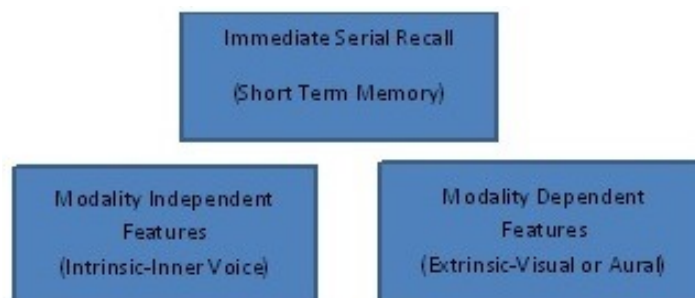 Immediate Serial Recall
(Short Term Memory)
Modality Independent
Features
(Intrinsic-Inner Voice)
Modality Dependent
Features
(Extrinsic-Visual or Aural)